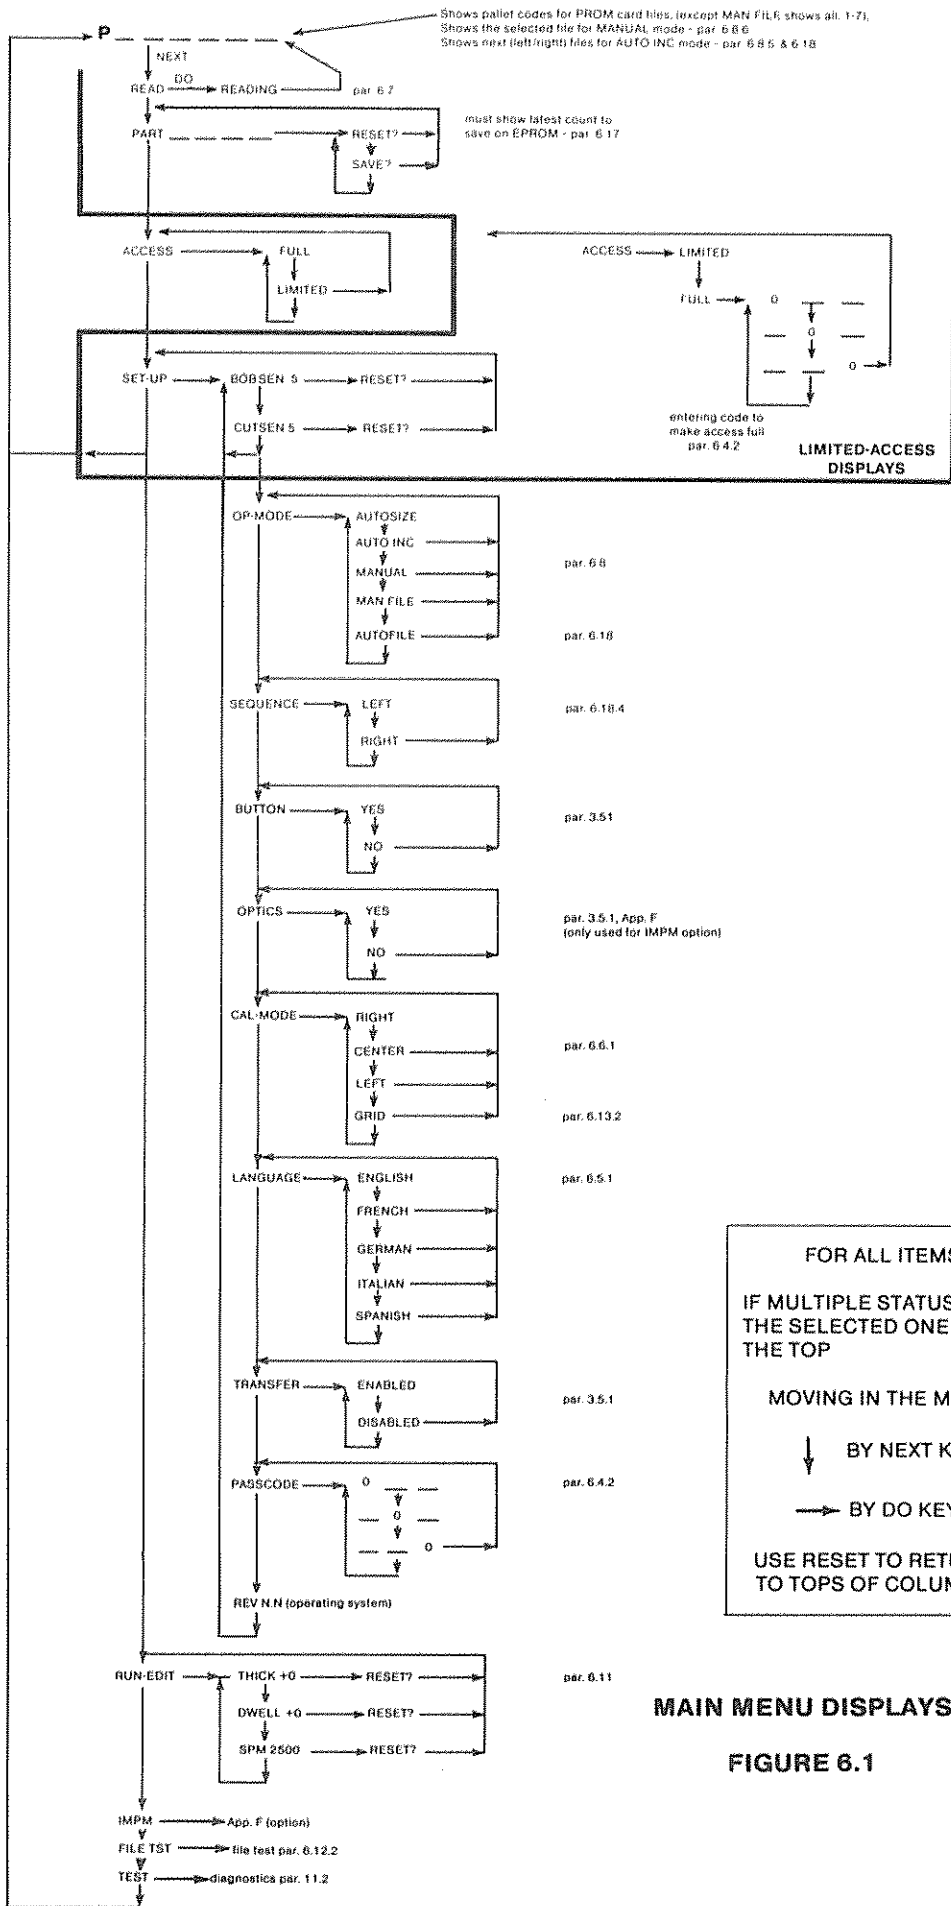 Shows pallet codes for PROM card files, (except MAN FILE shows all, 1-7),
Shows the selected file for MANUAL mode - par 6.8.6
Shows next (left/right) files for AUTO INC mode - par 6.8.5 & 6.18
P _ _ _ _ _ _ _
NEXT
DO
READ READING par 6.7
PART _ _ _ _ RESET?
must show latest count to
save on EPROM - par 6.17
SAVE?
ACCESS FULL
LIMITED
ACCESS LIMITED
FULL 0 _ _
_ 0 _
_ _ 0
entering code to
make access full
par. 6.4.2
LIMITED-ACCESS
DISPLAYS
SET-UP BOBSEN 5 RESET?
CUTSEN 5 RESET?
OP-MODE AUTOSIZE
AUTO INC
MANUAL
par. 6.8
MAN FILE
AUTOFILE par. 6.18
SEQUENCE LEFT par. 6.18.4
RIGHT
BUTTON YES par. 3.51
NO
OPTICS YES par. 3.5.1, App. F
(only used for IMPM option)
NO
CAL-MODE RIGHT
CENTER par. 6.6.1
LEFT
GRID par. 6.13.2
LANGUAGE ENGLISH par. 6.5.1
FRENCH
GERMAN
ITALIAN
SPANISH
TRANSFER ENABLED par. 3.5.1
DISABLED
PASSCODE 0 _ _ par. 6.4.2
_ 0 _
_ _ 0
REV N.N (operating system)
FOR ALL ITEMS
IF MULTIPLE STATUS
THE SELECTED ONE
THE TOP
MOVING IN THE M
BY NEXT K
BY DO KEY
USE RESET TO RETU
TO TOPS OF COLUM
RUN-EDIT THICK +0 RESET? par. 6.11
DWELL +0 RESET?
SPM 2500 RESET?
MAIN MENU DISPLAYS
FIGURE 6.1
IMPM App. F (option)
FILE TST file test par. 6.12.2
TEST diagnostics par. 11.2